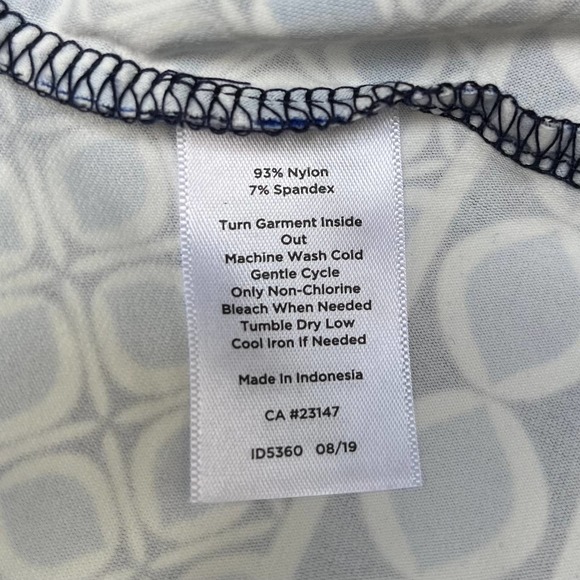 93% Nylon
7% Spandex
Turn Garment Inside
Out
Machine Wash Cold
Gentle Cycle
Only Non-Chlorine
Bleach When Needed
Tumble Dry Low
Cool Iron If Needed
Made In Indonesia
CA #23147
ID5360 08/19